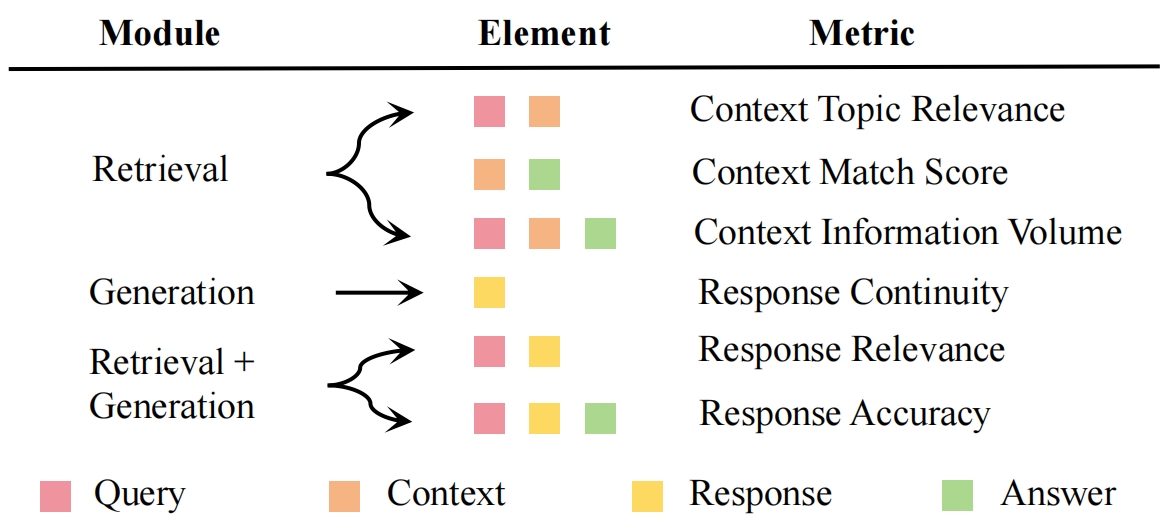 Module Element Metric
Context Topic Relevance
Retrieval Context Match Score
Context Information Volume
Generation Response Continuity
Retrieval + Response Relevance
Generation Response Accuracy
Query Context Response Answer